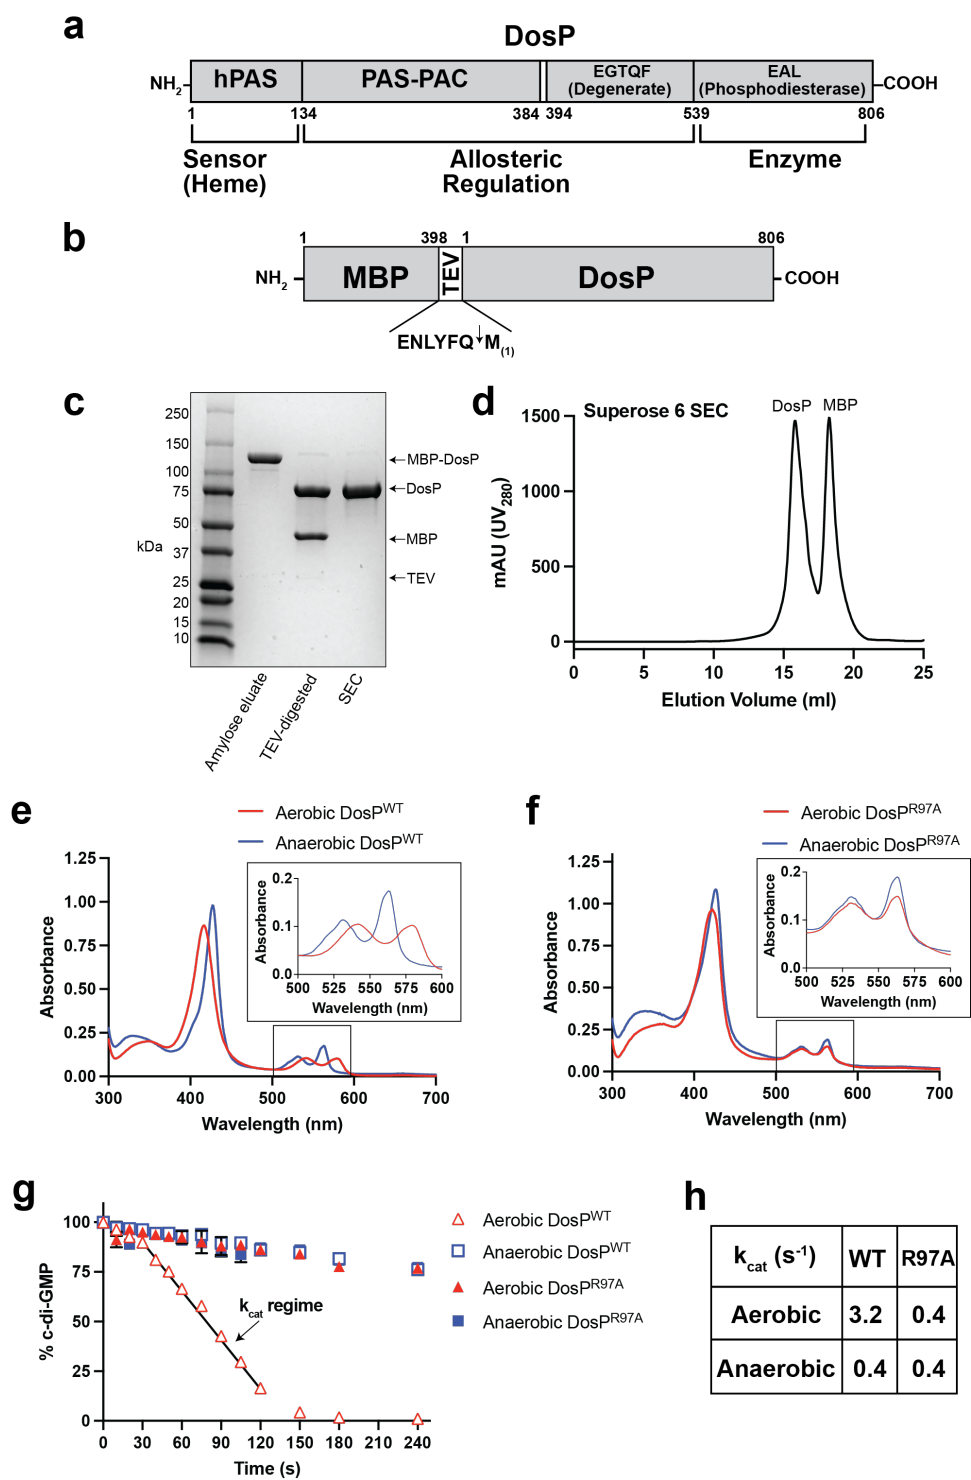 a
DosP
NH2
hPAS
PAS-PAC
EGTQF
(Degenerate)
EAL
(Phosphodiesterase)
COOH
1
134
384
394
539
806
Sensor
(Heme)
Allosteric
Regulation
Enzyme
b
1
398
1
806
NH2
MBP
TEV
DosP
COOH
ENLYFQ↓M(1)
c
250
150
100
75
50
kDa
37
25
20
15
10
MBP-DosP
DosP
MBP
TEV
Amylose eluate
TEV-digested
SEC
d
Superose 6 SEC
DosP
MBP
mAU (UV280)
1500
1000
500
0
0 5 10 15 20 25
Elution Volume (ml)
e
Aerobic DosPWT
Anaerobic DosPWT
Absorbance
1.25
1.00
0.75
0.50
0.25
0.00
300 400 500 600 700
Wavelength (nm)
Absorbance
0.2
0.1
0.0
500 525 550 575 600
Wavelength (nm)
f
Aerobic DosPR97A
Anaerobic DosPR97A
Absorbance
1.25
1.00
0.75
0.50
0.25
0.00
300 400 500 600 700
Wavelength (nm)
Absorbance
0.2
0.1
0.0
500 525 550 575 600
Wavelength (nm)
g
% c-di-GMP
100
75
50
25
0
0 30 60 90 120 150 180 210 240
Time (s)
kcat regime
Aerobic DosPWT
Anaerobic DosPWT
Aerobic DosPR97A
Anaerobic DosPR97A
h
kcat (s-1) WT R97A
Aerobic 3.2 0.4
Anaerobic 0.4 0.4